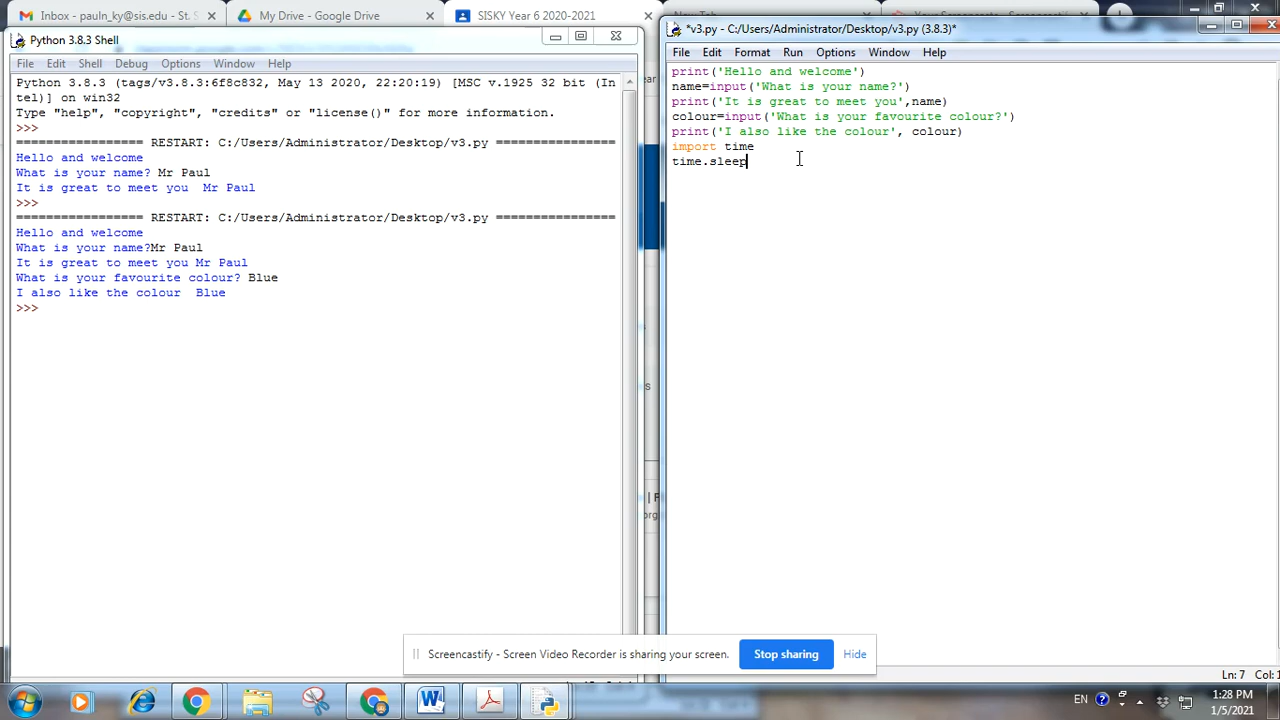 Inbox - pauln_ky@sis.edu - St. S
My Drive - Google Drive
SISKY Year 6 2020-2021
New Tab
Python 3.8.3 Shell
File Edit Shell Debug Options Window Help
Python 3.8.3 (tags/v3.8.3:6f8c832, May 13 2020, 22:20:19) [MSC v.1925 32 bit (In
tel)] on win32
Type "help", "copyright", "credits" or "license()" for more information.
>>>
================= RESTART: C:/Users/Administrator/Desktop/v3.py ================
Hello and welcome
What is your name? Mr Paul
It is great to meet you  Mr Paul
>>>
================= RESTART: C:/Users/Administrator/Desktop/v3.py ================
Hello and welcome
What is your name?Mr Paul
It is great to meet you Mr Paul
What is your favourite colour? Blue
I also like the colour  Blue
>>>
*v3.py - C:/Users/Administrator/Desktop/v3.py (3.8.3)*
File Edit Format Run Options Window Help
print('Hello and welcome')
name=input('What is your name?')
print('It is great to meet you',name)
colour=input('What is your favourite colour?')
print('I also like the colour', colour)
import time
time.sleep
Ln: 7 Col: 1
Screencastify - Screen Video Recorder is sharing your screen.
Stop sharing
Hide
EN
1:28 PM
1/5/2021